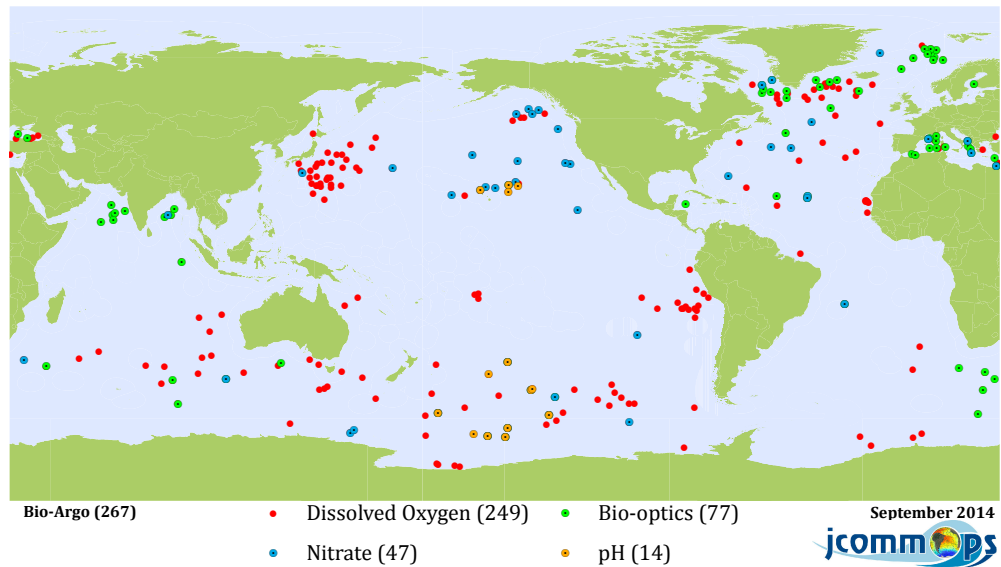 Bio-Argo (267)
Dissolved Oxygen (249)
Bio-optics (77)
September 2014
Nitrate (47)
pH (14)
jcommops